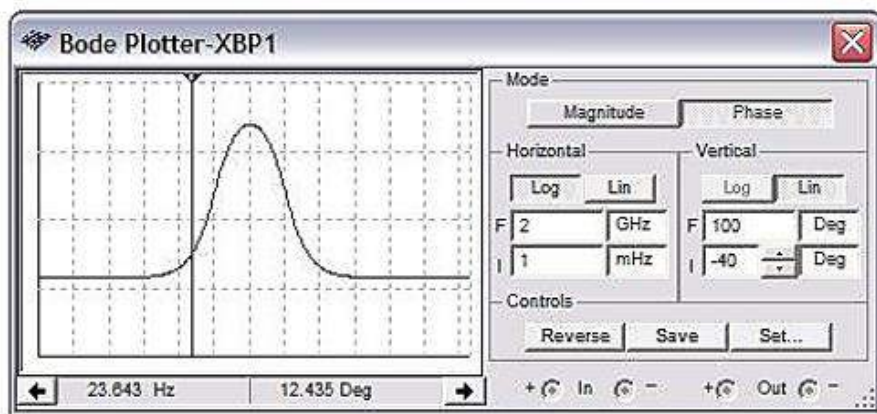 Bode Plotter-XBP1
Mode
Magnitude Phase
Horizontal Vertical
Log Lin Log Lin
F 2 GHz F 100 Deg
I 1 mHz I -40 Deg
Controls
Reverse Save Set...
23.643 Hz 12.435 Deg + In - + Out -